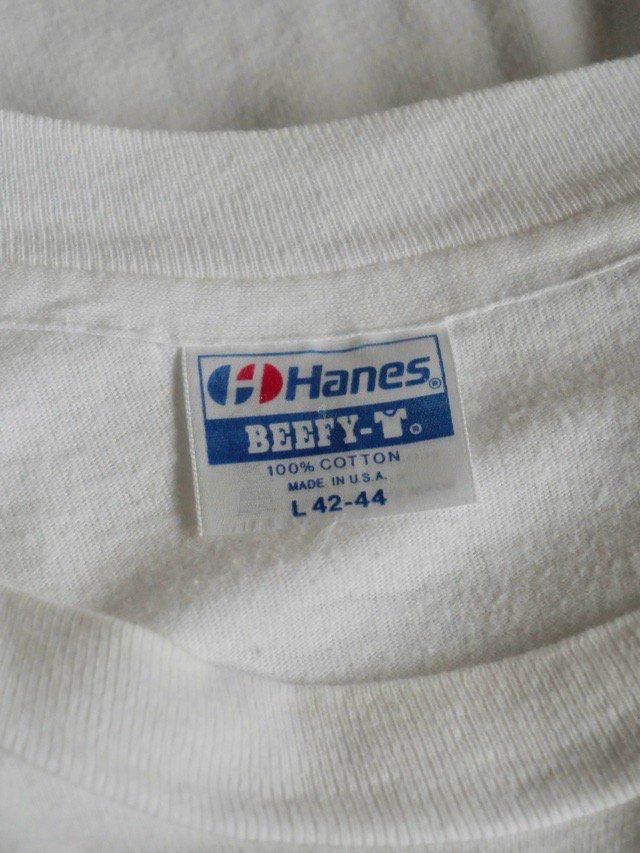 Hanes®
BEEFY-T®
100% COTTON
MADE IN U.S.A.
L 42-44